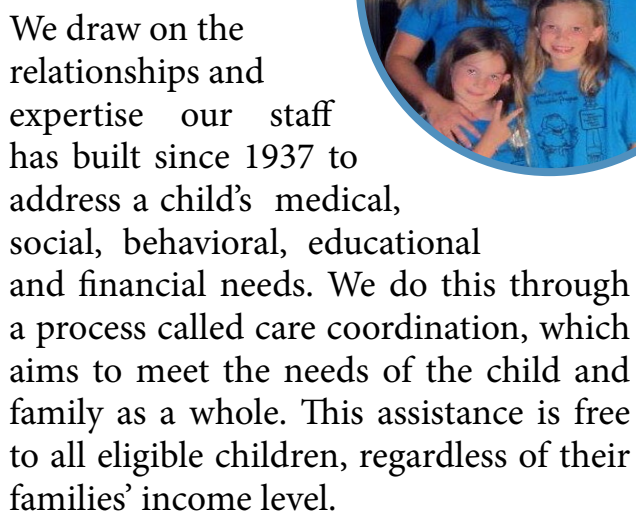 We draw on the
relationships and
expertise our staff
has built since 1937 to
address a child's medical,
social, behavioral, educational
and financial needs. We do this through
a process called care coordination, which
aims to meet the needs of the child and
family as a whole. This assistance is free
to all eligible children, regardless of their
families' income level.